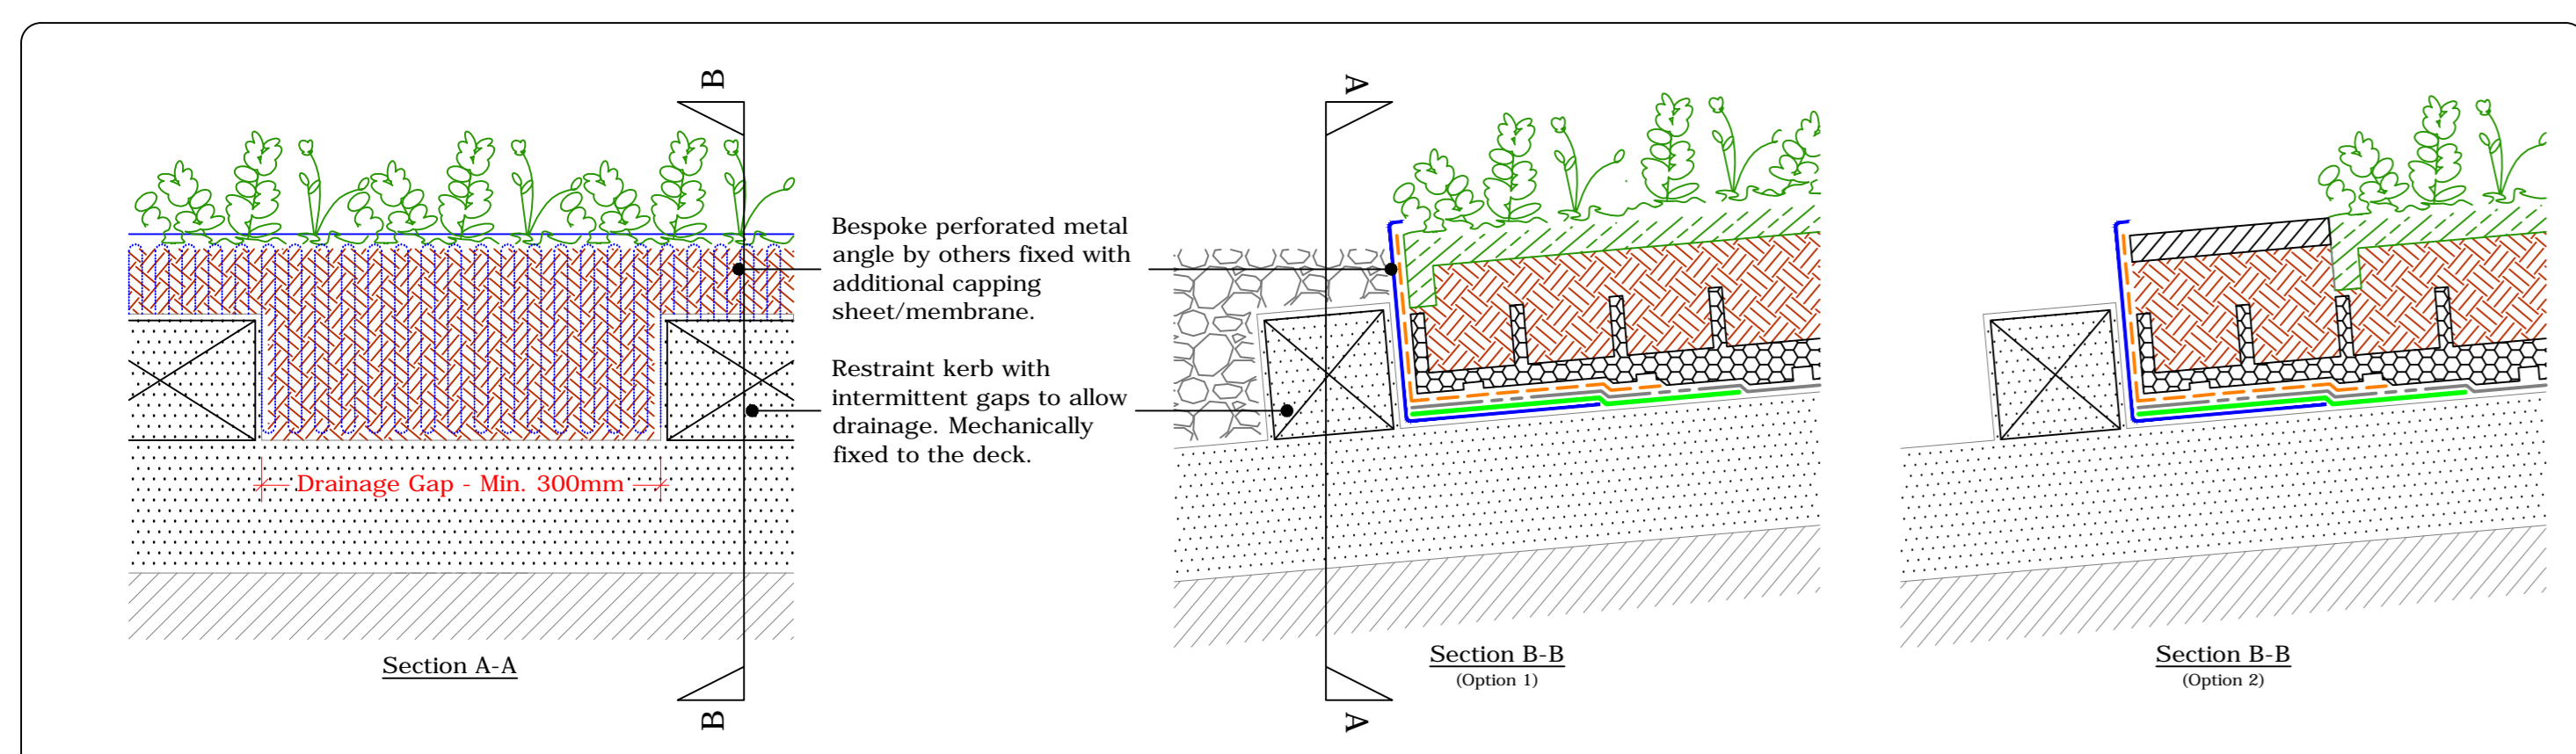 B
A
Bespoke perforated metal
angle by others fixed with
additional capping
sheet/membrane.
Restraint kerb with
intermittent gaps to allow
drainage. Mechanically
fixed to the deck.
Drainage Gap - Min. 300mm
Section A-A
Section B-B
(Option 1)
Section B-B
(Option 2)
B
A